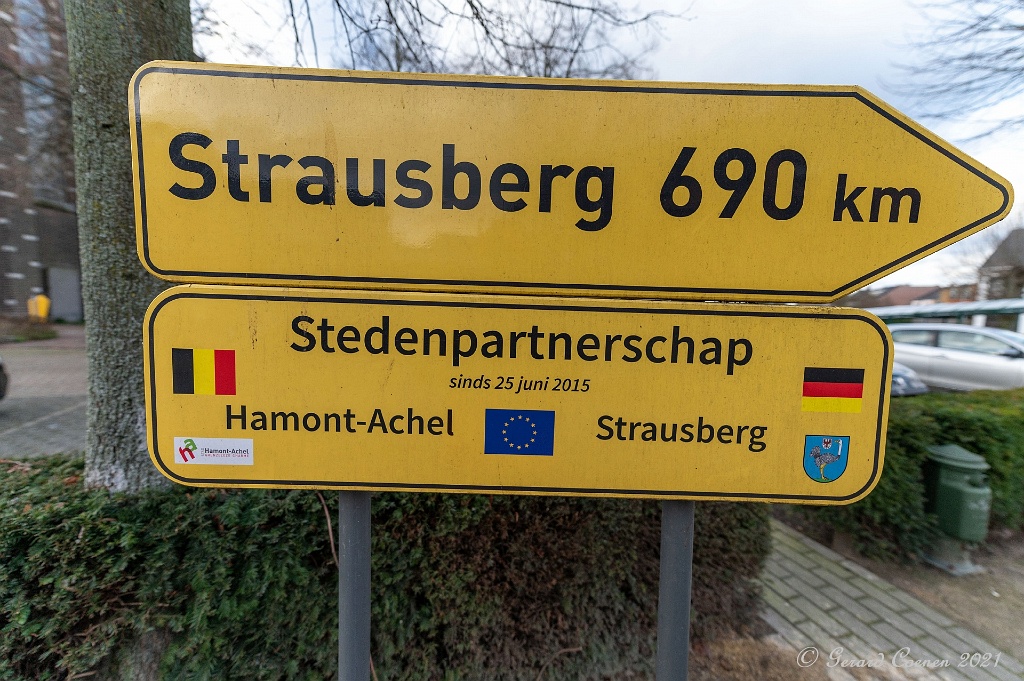 Strausberg 690 km
Stedenpartnerschap
sinds 25 juni 2015
Hamont-Achel Strausberg
Hamont-Achel
© Gerard Coenen 2021